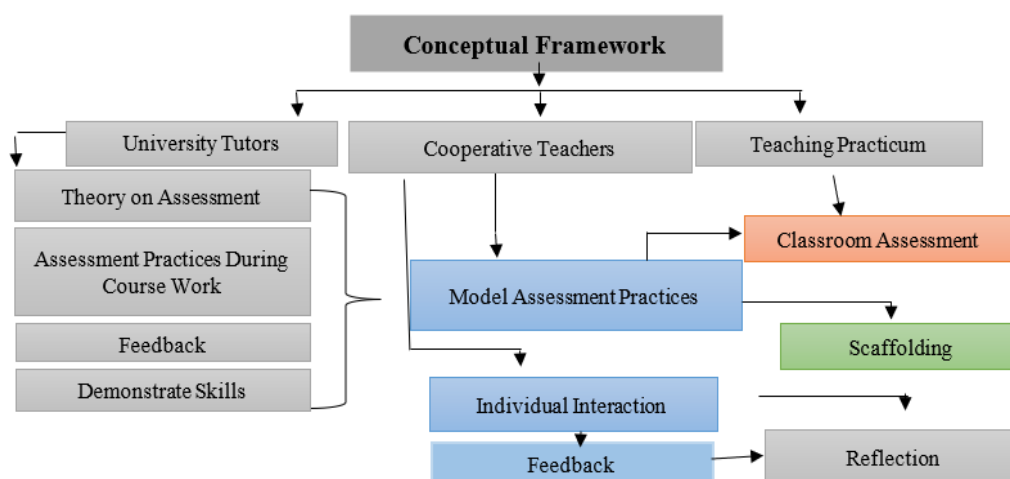 Conceptual Framework
University Tutors
Cooperative Teachers
Teaching Practicum
Theory on Assessment
Classroom Assessment
Assessment Practices During
Course Work
Model Assessment Practices
Feedback
Scaffolding
Demonstrate Skills
Individual Interaction
Feedback
Reflection